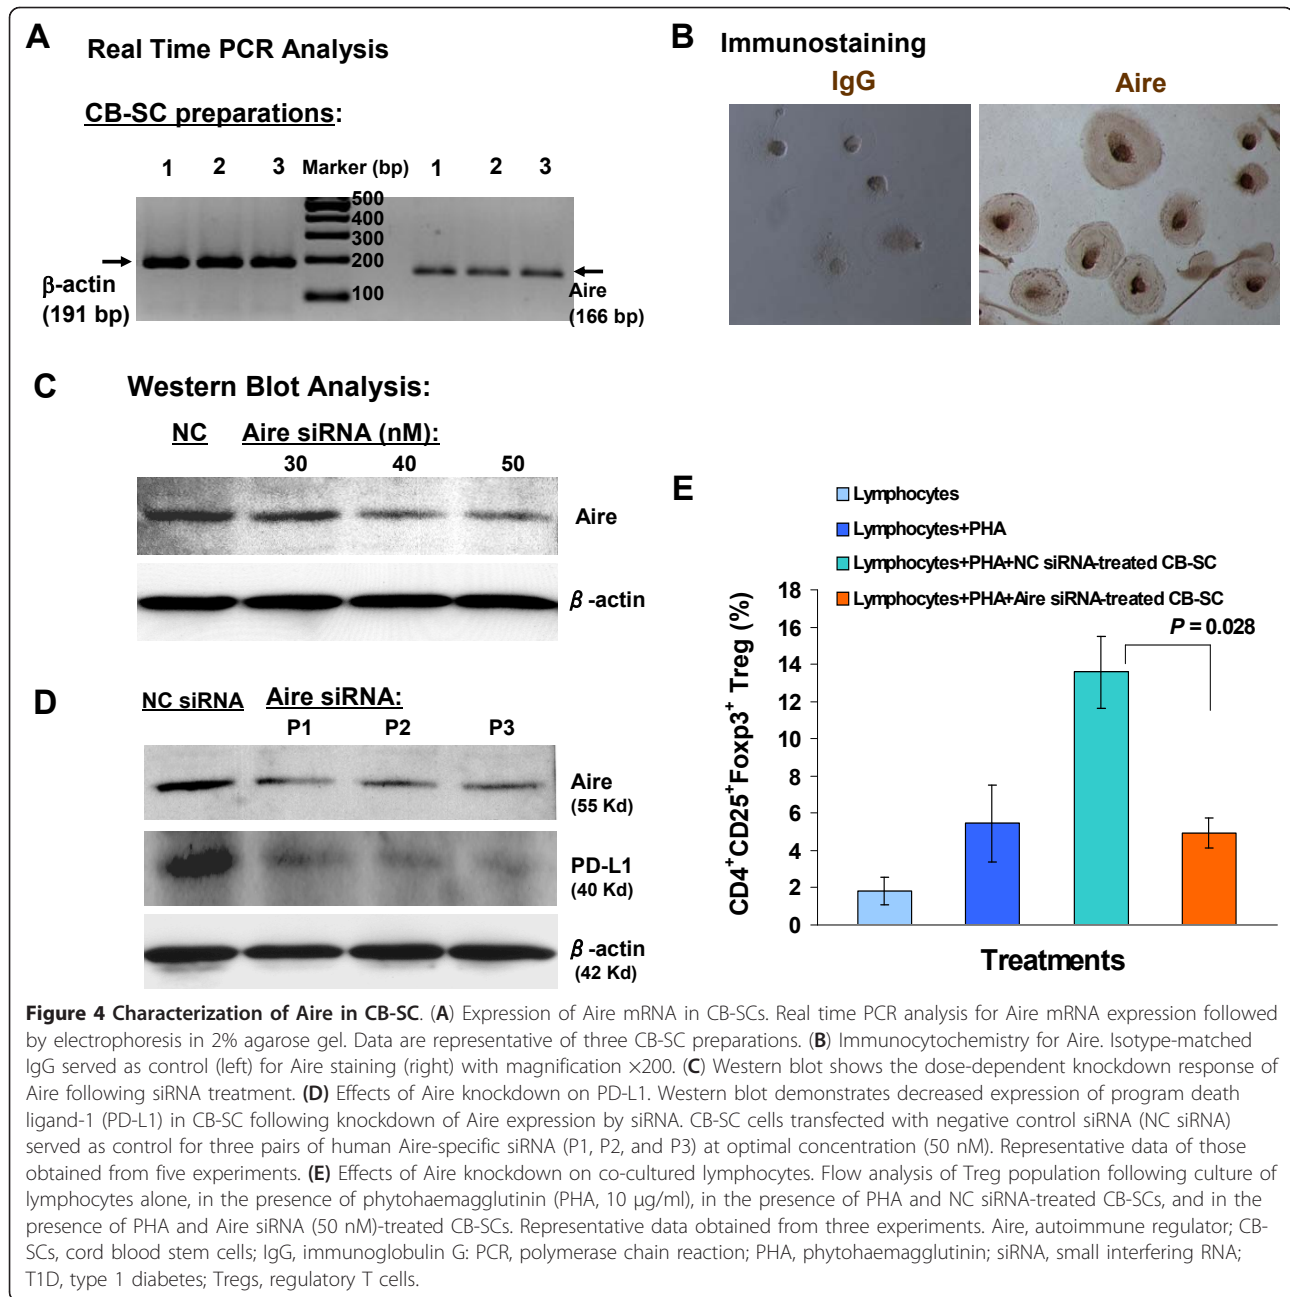 A
Real Time PCR Analysis
CB-SC preparations:
1 2 3 Marker (bp) 1 2 3
500
400
300
200
100
β-actin
(191 bp)
Aire
(166 bp)
B
Immunostaining
IgG Aire
C
Western Blot Analysis:
NC Aire siRNA (nM):
30 40 50
Aire
β-actin
D
NC siRNA Aire siRNA:
P1 P2 P3
Aire
(55 Kd)
PD-L1
(40 Kd)
β-actin
(42 Kd)
E
Lymphocytes
Lymphocytes+PHA
Lymphocytes+PHA+NC siRNA-treated CB-SC
Lymphocytes+PHA+Aire siRNA-treated CB-SC
P = 0.028
CD4⁺CD25⁺Foxp3⁺ Treg (%)
18
16
14
12
10
8
6
4
2
0
Treatments
Figure 4 Characterization of Aire in CB-SC. (A) Expression of Aire mRNA in CB-SCs. Real time PCR analysis for Aire mRNA expression followed
by electrophoresis in 2% agarose gel. Data are representative of three CB-SC preparations. (B) Immunocytochemistry for Aire. Isotype-matched
IgG served as control (left) for Aire staining (right) with magnification ×200. (C) Western blot shows the dose-dependent knockdown response of
Aire following siRNA treatment. (D) Effects of Aire knockdown on PD-L1. Western blot demonstrates decreased expression of program death
ligand-1 (PD-L1) in CB-SC following knockdown of Aire expression by siRNA. CB-SC cells transfected with negative control siRNA (NC siRNA)
served as control for three pairs of human Aire-specific siRNA (P1, P2, and P3) at optimal concentration (50 nM). Representative data of those
obtained from five experiments. (E) Effects of Aire knockdown on co-cultured lymphocytes. Flow analysis of Treg population following culture of
lymphocytes alone, in the presence of phytohaemagglutinin (PHA, 10 μg/ml), in the presence of PHA and NC siRNA-treated CB-SCs, and in the
presence of PHA and Aire siRNA (50 nM)-treated CB-SCs. Representative data obtained from three experiments. Aire, autoimmune regulator; CB-
SCs, cord blood stem cells; IgG, immunoglobulin G: PCR, polymerase chain reaction; PHA, phytohaemagglutinin; siRNA, small interfering RNA;
T1D, type 1 diabetes; Tregs, regulatory T cells.